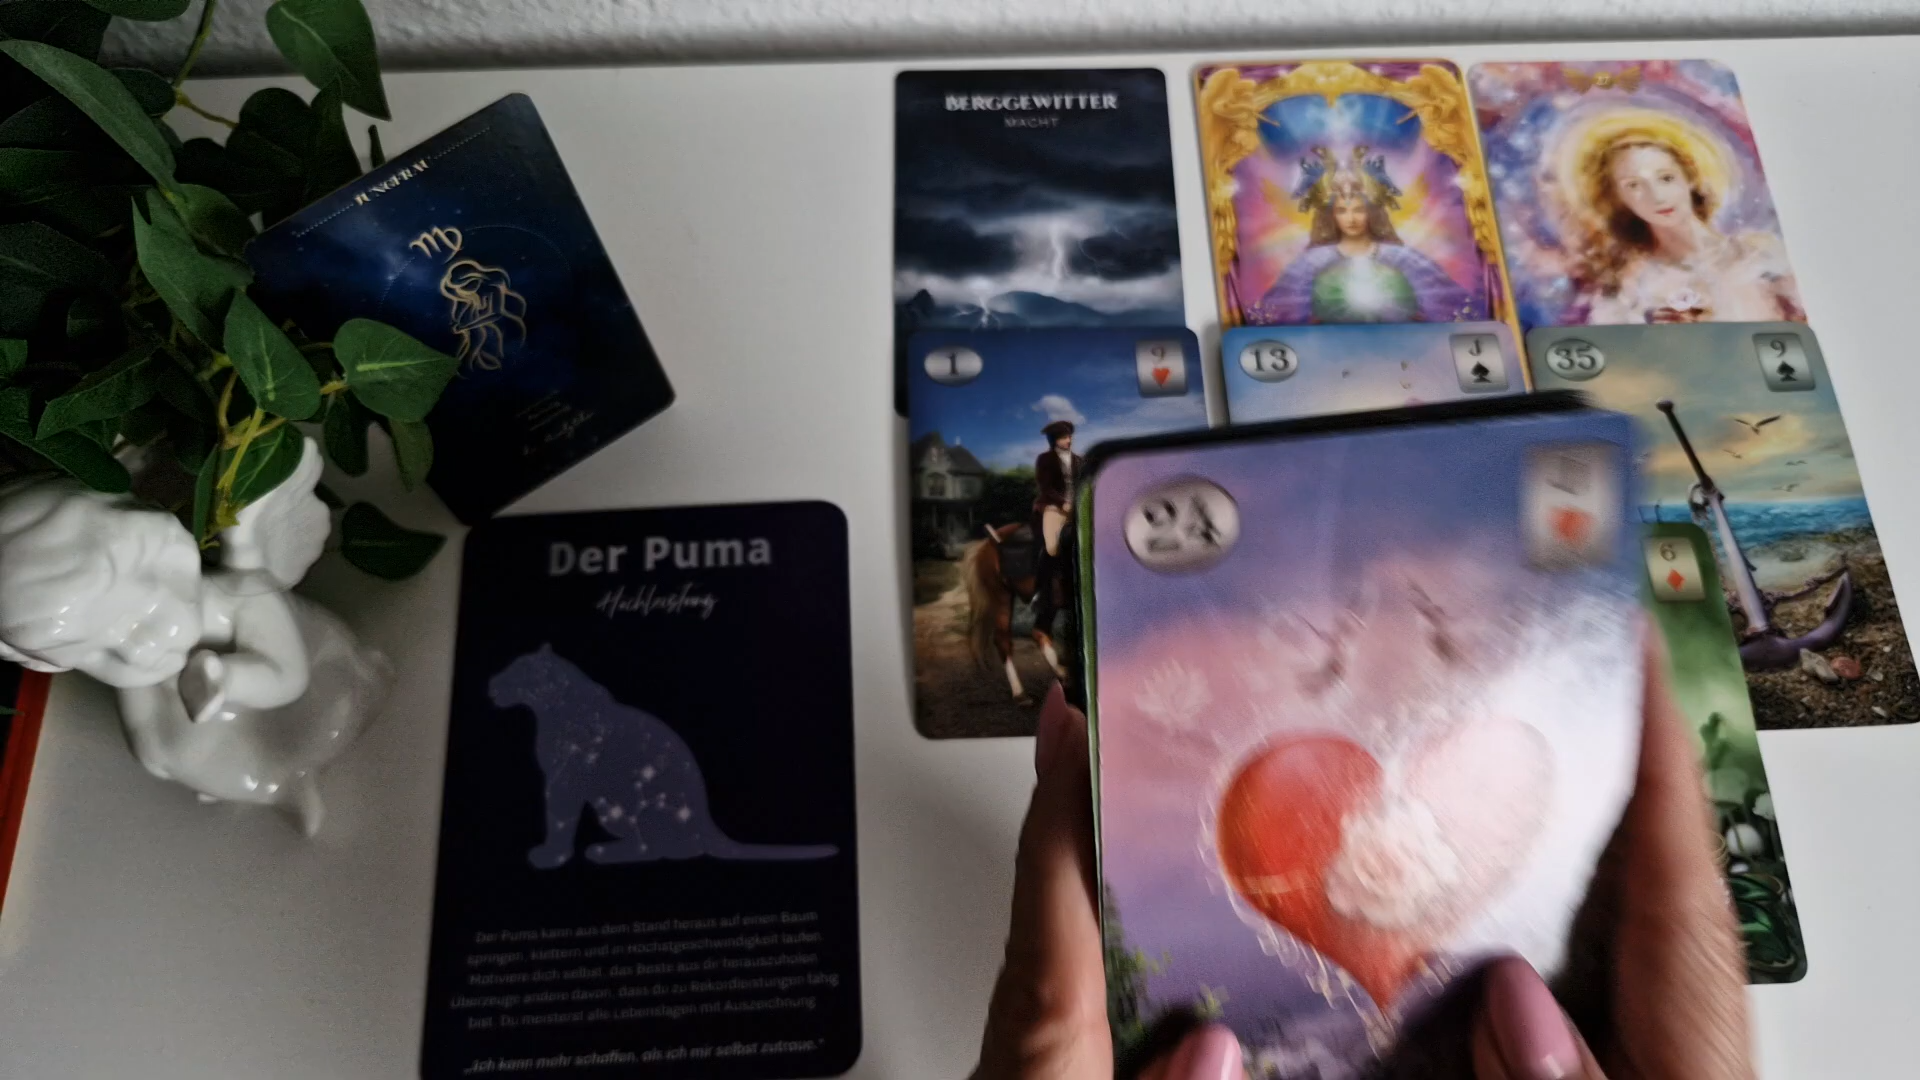 JUNGFRAU
BERGGEWITTER
MACHT
1
9
13
J
35
9
6
Der Puma
Hochleistung
Der Puma kann aus dem Stand heraus auf einen Baum
springen, klettern und in Höchstgeschwindigkeit laufen.
Motiviere dich selbst, das beste aus dir herauszuholen.
Überzeuge andere davon, dass du zu Rekordleistungen fähig
bist. Du meisterst alle Lebenslagen mit Auszeichnung.
„Ich kann mehr schaffen, als ich mir selbst zutraue."